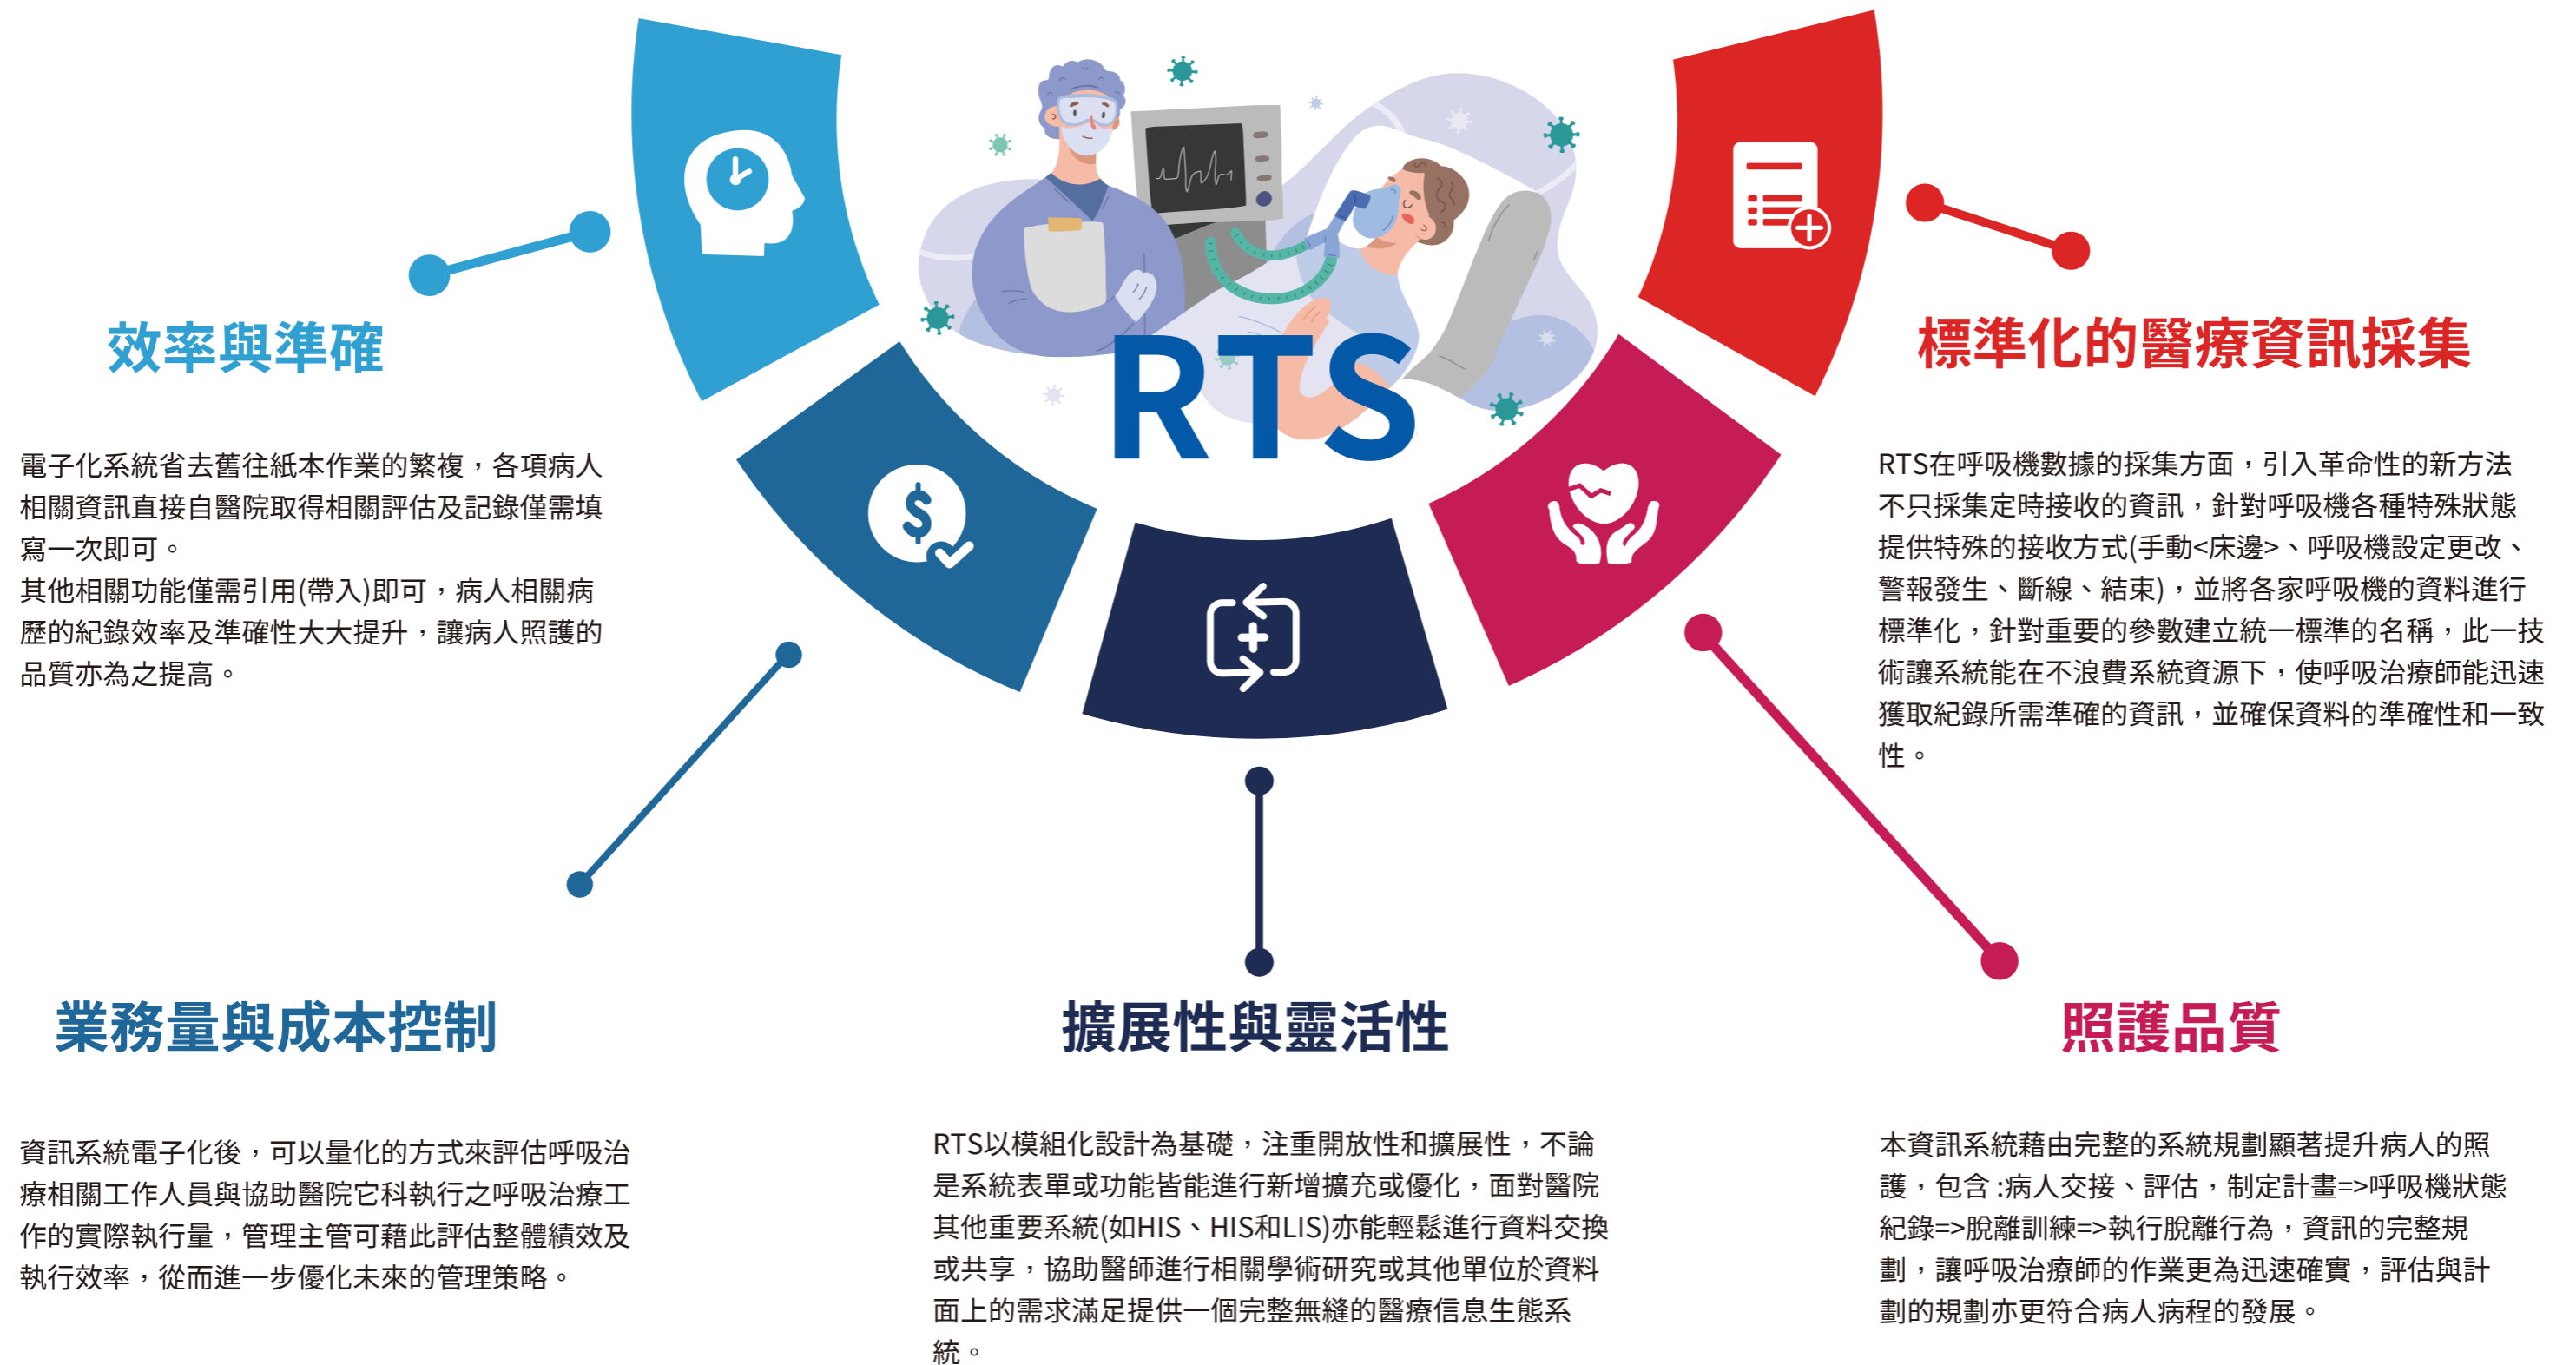 RTS
效率與準確
電子化系統省去舊往紙本作業的繁複，各項病人
相關資訊直接自醫院取得相關評估及記錄僅需填
寫一次即可。
其他相關功能僅需引用(帶入)即可，病人相關病
歷的紀錄效率及準確性大大提升，讓病人照護的
品質亦為之提高。
標準化的醫療資訊採集
RTS在呼吸機數據的採集方面，引入革命性的新方法
不只採集定時接收的資訊，針對呼吸機各種特殊狀態
提供特殊的接收方式(手動<床邊>、呼吸機設定更改、
警報發生、斷線、結束)，並將各家呼吸機的資料進行
標準化，針對重要的參數建立統一標準的名稱，此一技
術讓系統能在不浪費系統資源下，使呼吸治療師能迅速
獲取紀錄所需準確的資訊，並確保資料的準確性和一致
性。
業務量與成本控制
資訊系統電子化後，可以量化的方式來評估呼吸治
療相關工作人員與協助醫院它科執行之呼吸治療工
作的實際執行量，管理主管可藉此評估整體績效及
執行效率，從而進一步優化未來的管理策略。
擴展性與靈活性
RTS以模組化設計為基礎，注重開放性和擴展性，不論
是系統表單或功能皆能進行新增擴充或優化，面對醫院
其他重要系統(如HIS、HIS和LIS)亦能輕鬆進行資料交換
或共享，協助醫師進行相關學術研究或其他單位於資料
面上的需求滿足提供一個完整無縫的醫療信息生態系
統。
照護品質
本資訊系統藉由完整的系統規劃顯著提升病人的照
護，包含 :病人交接、評估，制定計畫=>呼吸機狀態
紀錄=>脫離訓練=>執行脫離行為，資訊的完整規
劃，讓呼吸治療師的作業更為迅速確實，評估與計
劃的規劃亦更符合病人病程的發展。